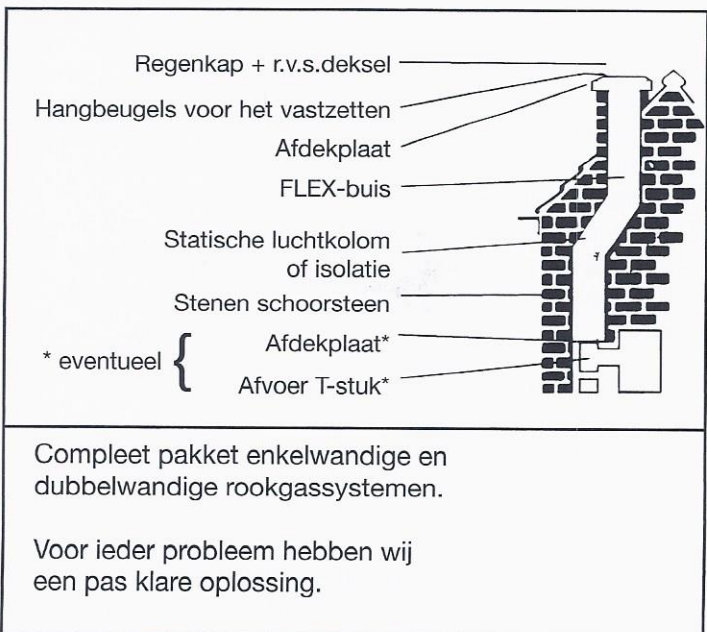 Regenkap + r.v.s.deksel
Hangbeugels voor het vastzetten
Afdekplaat
FLEX-buis
Statische luchtkolom
of isolatie
Stenen schoorsteen
* eventueel { Afdekplaat*
Afvoer T-stuk*
Compleet pakket enkelwandige en
dubbelwandige rookgassystemen.
Voor ieder probleem hebben wij
een pas klare oplossing.